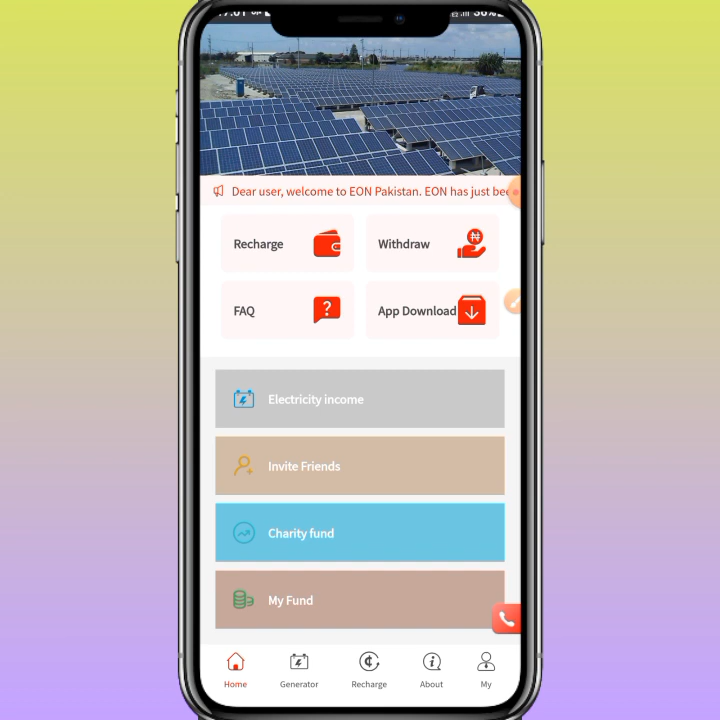 Dear user, welcome to EON Pakistan. EON has just
Recharge
Withdraw
FAQ
?
App Download
Electricity income
Invite Friends
Charity fund
My Fund
Home
Generator
Recharge
About
My